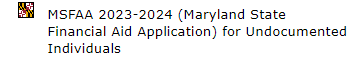 MSFAA 2023-2024 (Maryland State
Financial Aid Application) for Undocumented
Individuals